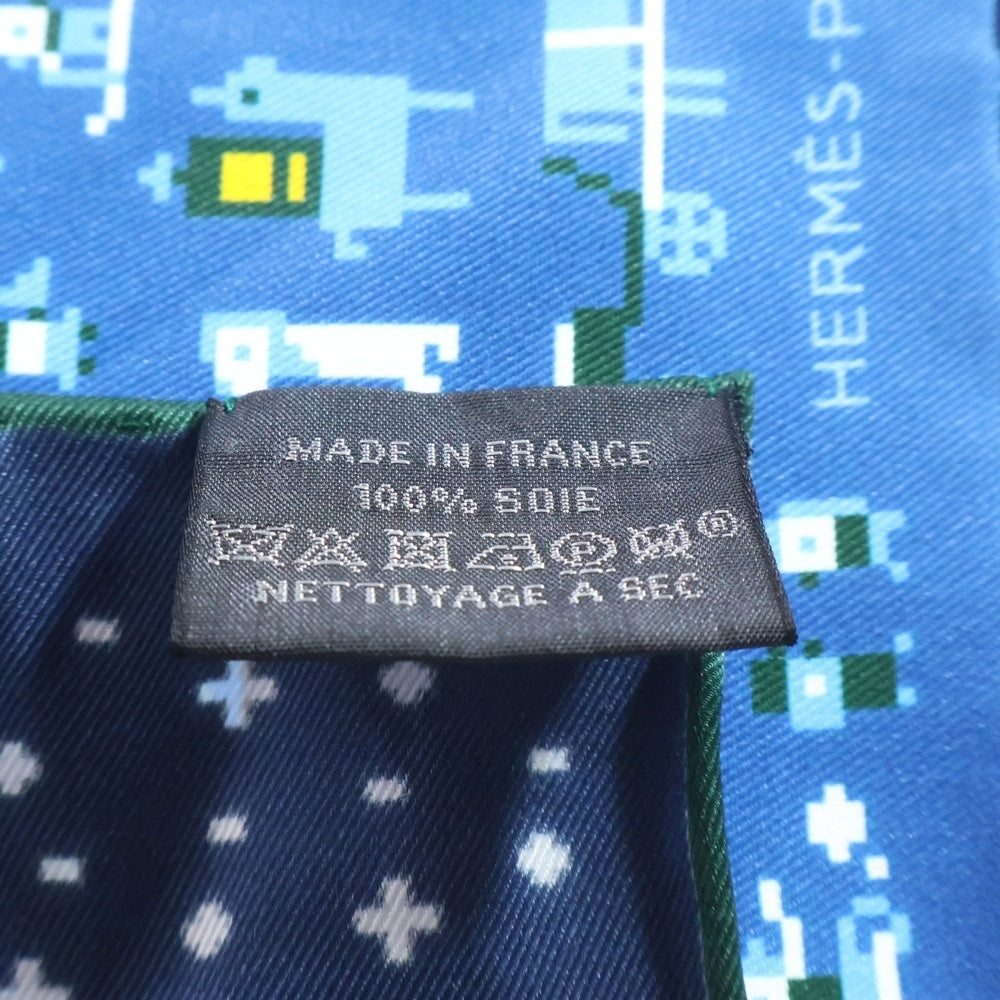 HERMÈS-P
MADE IN FRANCE
100% SOIE
P ®
NETTOYAGE A SEC